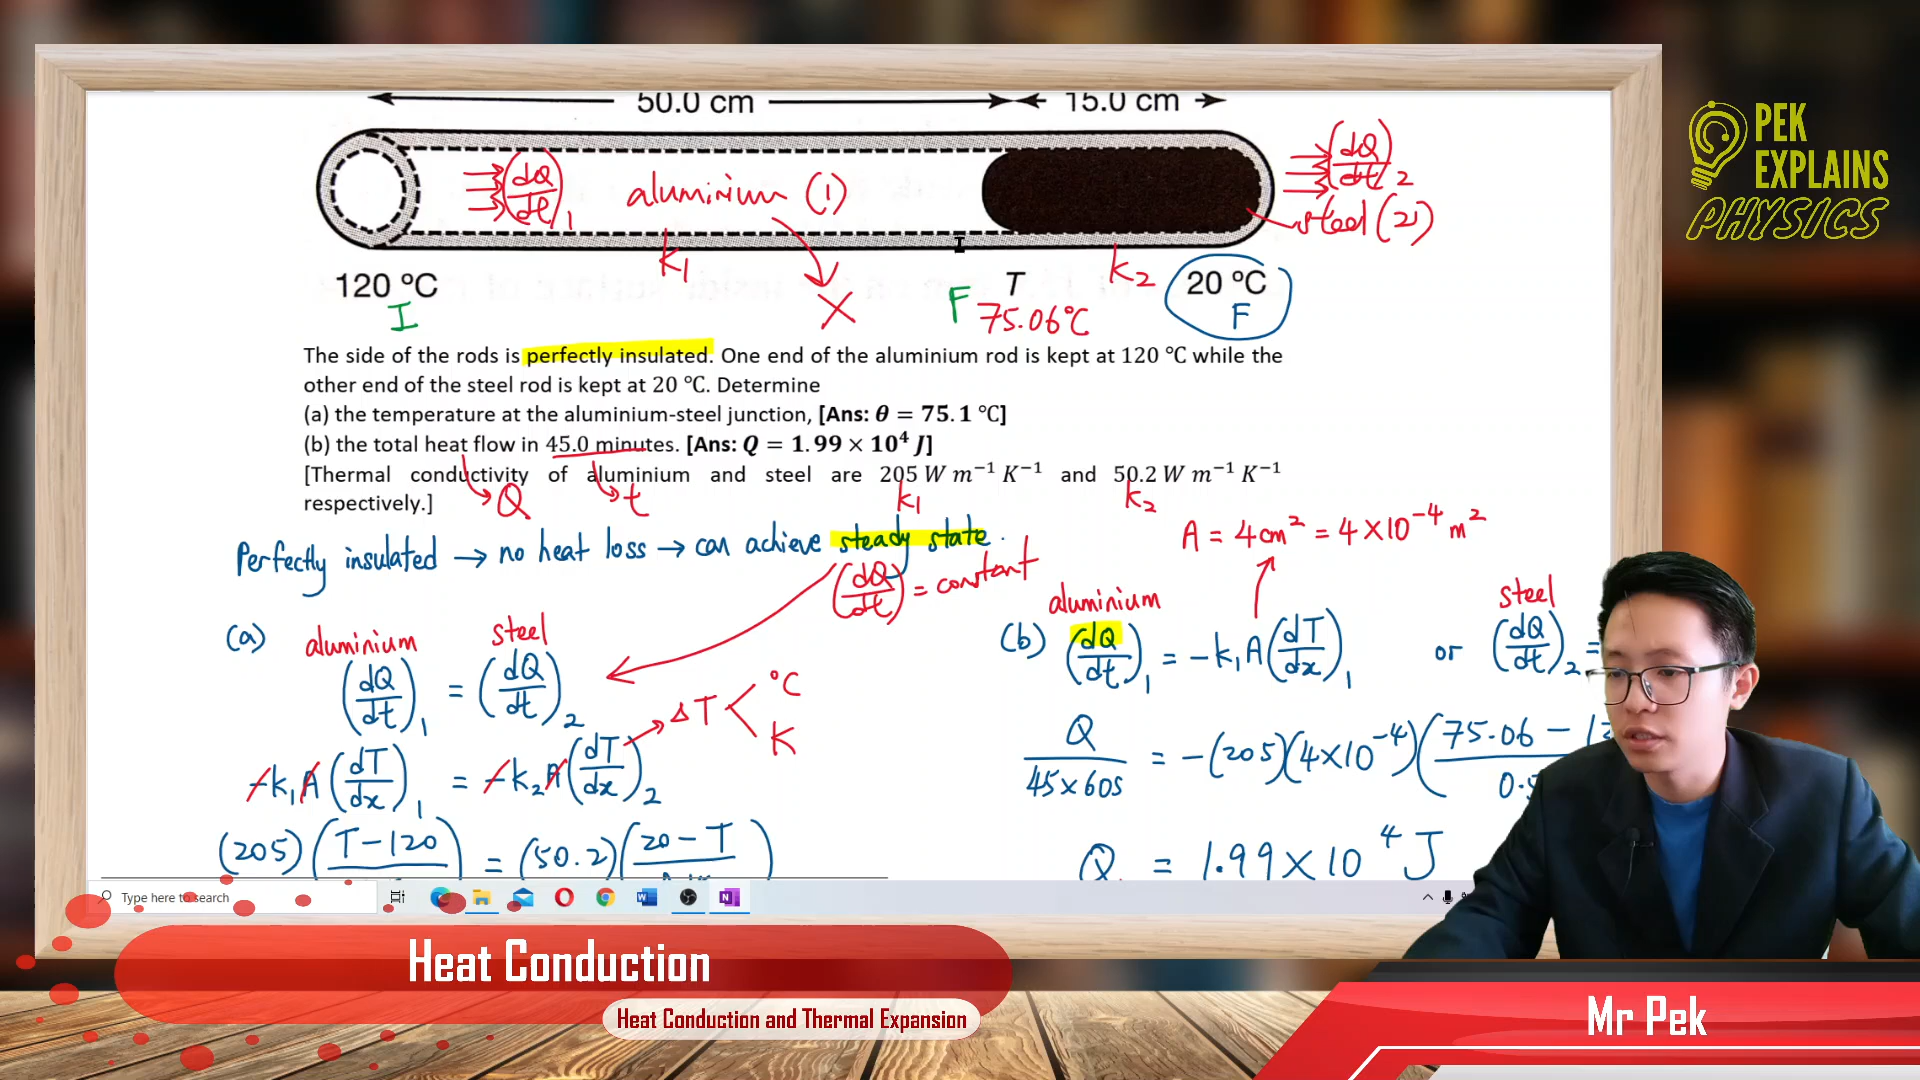 50.0 cm 15.0 cm
PEK
EXPLAINS
PHYSICS
(dQ/dt)₁ aluminium (1)
(dQ/dt)₂
steel (2)
k₁
k₂
120 °C
I
X
F
T
75.06°C
20 °C
F
The side of the rods is perfectly insulated. One end of the aluminium rod is kept at 120 °C while the
other end of the steel rod is kept at 20 °C. Determine
(a) the temperature at the aluminium-steel junction, [Ans: θ = 75.1 °C]
(b) the total heat flow in 45.0 minutes. [Ans: Q = 1.99 × 10⁴ J]
[Thermal conductivity of aluminium and steel are 205 W m⁻¹ K⁻¹ and 50.2 W m⁻¹ K⁻¹
respectively.]
Q
t
k₁
k₂
Perfectly insulated → no heat loss → can achieve steady state.
(dQ/dt) = constant
A = 4cm² = 4×10⁻⁴ m²
(a) aluminium steel
(dQ/dt)₁ = (dQ/dt)₂
ΔT < °C
K
-k₁A(dT/dx)₁ = -k₂A(dT/dx)₂
(205)(T-120 = (50.2)(20-T
(b) aluminium
(dQ/dt)₁ = -k₁A(dT/dx)₁ or
steel
(dQ/dt)₂ =
Q/45×60s = -(205)(4×10⁻⁴)(75.06 -
Q = 1.99×10⁴ J
Type here to search
Heat Conduction
Heat Conduction and Thermal Expansion
Mr Pek